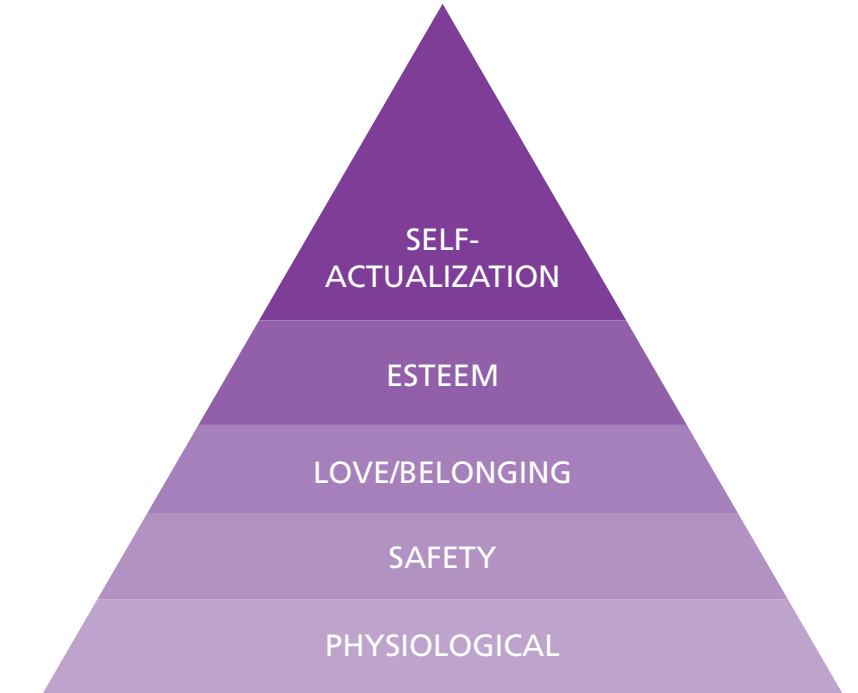 SELF-
ACTUALIZATION
ESTEEM
LOVE/BELONGING
SAFETY
PHYSIOLOGICAL